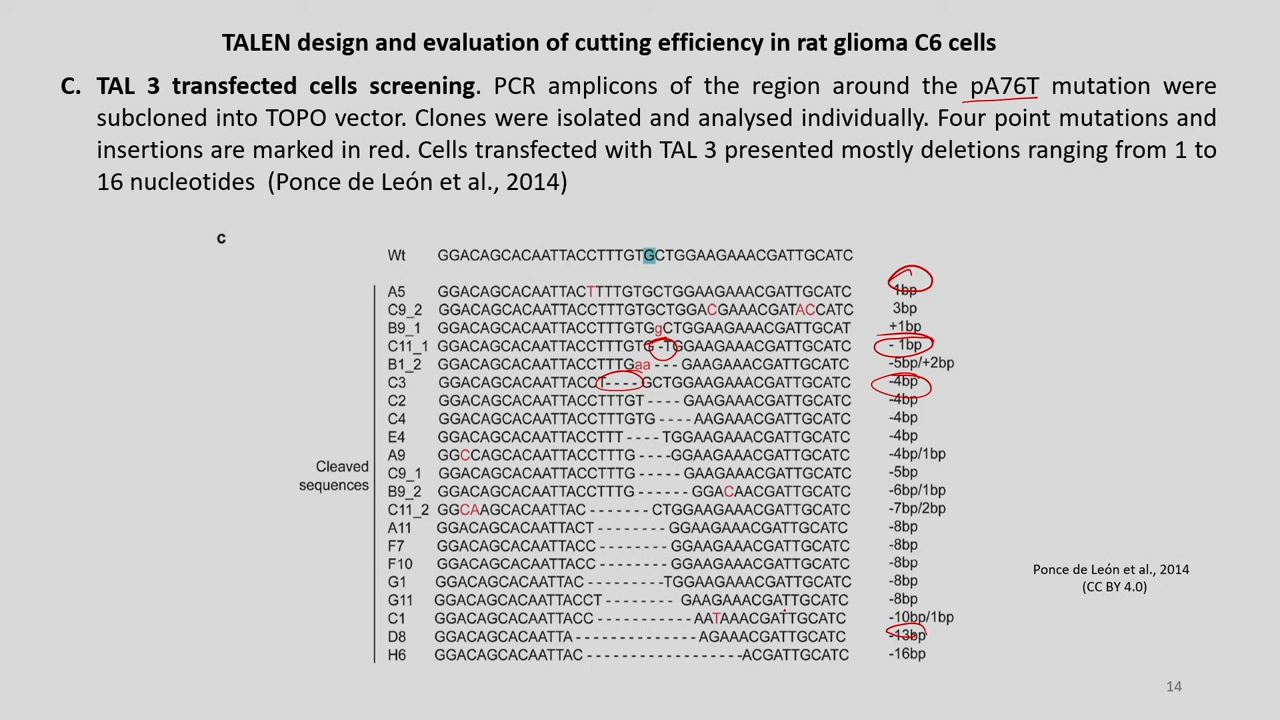 TALEN design and evaluation of cutting efficiency in rat glioma C6 cells
C. TAL 3 transfected cells screening. PCR amplicons of the region around the pA76T mutation were
subcloned into TOPO vector. Clones were isolated and analysed individually. Four point mutations and
insertions are marked in red. Cells transfected with TAL 3 presented mostly deletions ranging from 1 to
16 nucleotides (Ponce de León et al., 2014)
c
Wt GGACAGCACAATTACCTTTGTGCTGGAAGAAACGATTGCATC
A5 GGACAGCACAATTACTTTTGTGCTGGAAGAAACGATTGCATC 1bp
C9_2 GGACAGCACAATTACCTTTGTGCTGGACGAAACGATACCATC 3bp
B9_1 GGACAGCACAATTACCTTTGTGgCTGGAAGAAACGATTGCAT +1bp
C11_1 GGACAGCACAATTACCTTTGTG-TGGAAGAAACGATTGCATC - 1bp
B1_2 GGACAGCACAATTACCTTTGaa---GAAGAAACGATTGCATC -5bp/+2bp
C3 GGACAGCACAATTACCT----GCTGGAAGAAACGATTGCATC -4bp
C2 GGACAGCACAATTACCTTTGT----GAAGAAACGATTGCATC -4bp
C4 GGACAGCACAATTACCTTTGTG----AAGAAACGATTGCATC -4bp
E4 GGACAGCACAATTACCTTT----TGGAAGAAACGATTGCATC -4bp
A9 GGCCAGCACAATTACCTTTG----GGAAGAAACGATTGCATC -4bp/1bp
C9_1 GGACAGCACAATTACCTTTG-----GAAGAAACGATTGCATC -5bp
B9_2 GGACAGCACAATTACCTTTG------GGACAACGATTGCATC -6bp/1bp
C11_2 GGCAAGCACAATTAC-------CTGGAAGAAACGATTGCATC -7bp/2bp
A11 GGACAGCACAATTACT--------GGAAGAAACGATTGCATC -8bp
F7 GGACAGCACAATTACC--------GGAAGAAACGATTGCATC -8bp
F10 GGACAGCACAATTACC--------GGAAGAAACGATTGCATC -8bp
G1 GGACAGCACAATTAC--------TGGAAGAAACGATTGCATC -8bp
G11 GGACAGCACAATTACCT--------GAAGAAACGATTGCATC -8bp
C1 GGACAGCACAATTACC----------AATAAACGATTGCATC -10bp/1bp
D8 GGACAGCACAATTA-------------AGAAACGATTGCATC -13bp
H6 GGACAGCACAATTAC----------------ACGATTGCATC -16bp
Cleaved
sequences
Ponce de León et al., 2014
(CC BY 4.0)
14